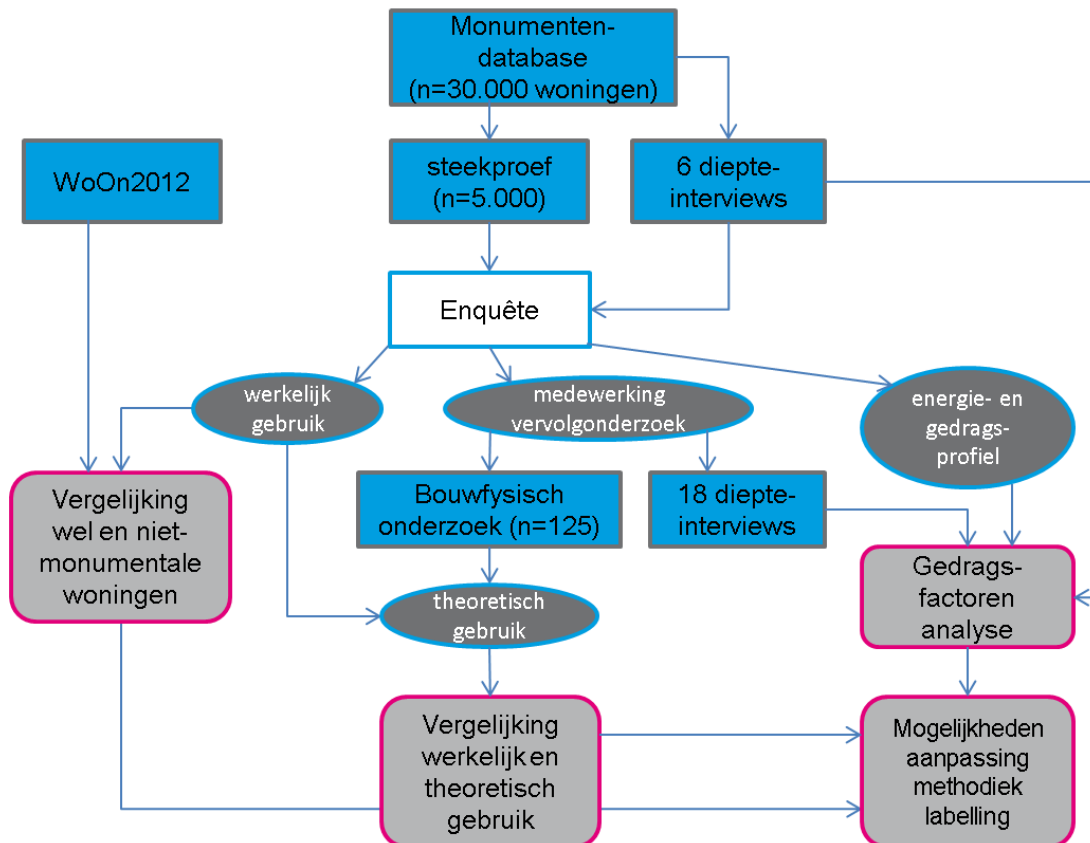 Monumenten-
database
(n=30.000 woningen)
WoOn2012
steekproef
(n=5.000)
6 diepte-
interviews
Enquête
werkelijk
gebruik
medewerking
vervolgonderzoek
energie- en
gedrags-
profiel
Vergelijking
wel en niet-
monumentale
woningen
Bouwfysisch
onderzoek (n=125)
18 diepte-
interviews
theoretisch
gebruik
Gedrags-
factoren
analyse
Vergelijking
werkelijk en
theoretisch
gebruik
Mogelijkheden
aanpassing
methodiek
labelling